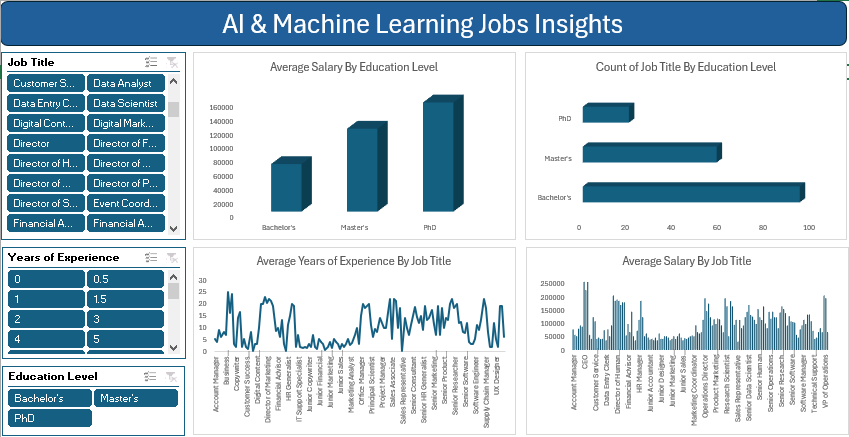 AI & Machine Learning Jobs Insights
Job Title
Customer S...
Data Analyst
Data Entry C...
Data Scientist
Digital Cont...
Digital Mark...
Director
Director of F...
Director of H...
Director of ...
Director of ...
Director of P...
Director of S...
Event Coord...
Financial A...
Financial A...
Years of Experience
0
0.5
1
1.5
2
3
4
5
Education Level
Bachelor's
Master's
PhD
Average Salary By Education Level
160000
140000
120000
100000
80000
60000
40000
20000
0
Bachelor's
Master's
PhD
Count of Job Title By Education Level
PhD
Master's
Bachelor's
0
20
40
60
80
100
Average Years of Experience By Job Title
30
25
20
15
10
5
0
Account Manager
Business...
Copywriter
Customer Success...
Digital Content...
Director of Marketing
Financial Advisor
HR Generalist
IT Support Specialist
Junior Copywriter
Junior Financial...
Junior Marketing...
Junior Sales...
Marketing Analyst
Office Manager
Principal Scientist
Project Manager
Sales Associate
Sales Representative
Senior Consultant
Senior HR Generalist
Senior Marketing...
Senior Product...
Senior Researcher
Senior Software...
Software Engineer
Supply Chain Manager
UX Designer
Average Salary By Job Title
250000
200000
150000
100000
50000
0
Account Manager
CEO
Customer Service...
Data Entry Clerk
Director of Human...
Financial Advisor
HR Manager
Junior Accountant
Junior Designer
Junior Marketing...
Junior Sales...
Marketing Coordinator
Operations Director
Product Marketing...
Research Scientist
Sales Representative
Senior Data Scientist
Senior Human...
Senior Operations...
Senior Research...
Senior Software...
Software Manager
Technical Support...
VP of Operations